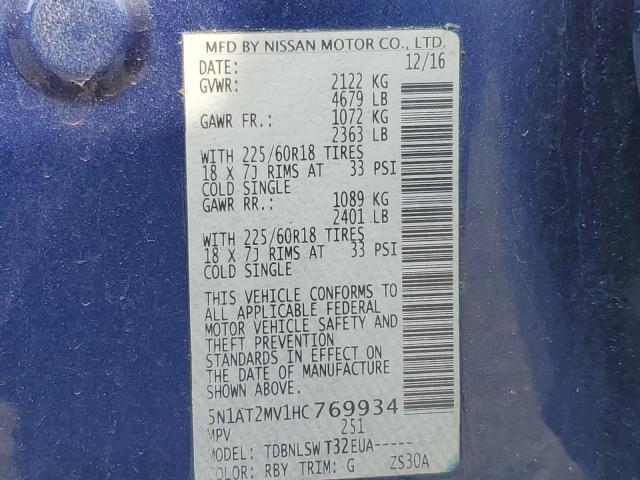 MFD BY NISSAN MOTOR CO., LTD.
DATE: 12/16
GVWR: 2122 KG
4679 LB
GAWR FR.: 1072 KG
2363 LB
WITH 225/60R18 TIRES
18 X 7J RIMS AT 33 PSI
COLD SINGLE
GAWR RR.: 1089 KG
2401 LB
WITH 225/60R18 TIRES
18 X 7J RIMS AT 33 PSI
COLD SINGLE
THIS VEHICLE CONFORMS TO
ALL APPLICABLE FEDERAL
MOTOR VEHICLE SAFETY AND
THEFT PREVENTION
STANDARDS IN EFFECT ON
THE DATE OF MANUFACTURE
SHOWN ABOVE.
5N1AT2MV1HC769934
MPV 251
MODEL: TDBNLSW T32EUA-----
COLOR: RBY TRIM: G ZS30A